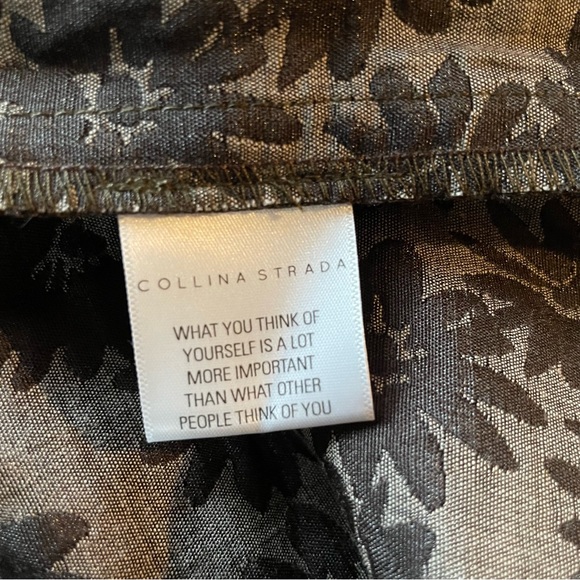 COLLINA STRADA
WHAT YOU THINK OF
YOURSELF IS A LOT
MORE IMPORTANT
THAN WHAT OTHER
PEOPLE THINK OF YOU